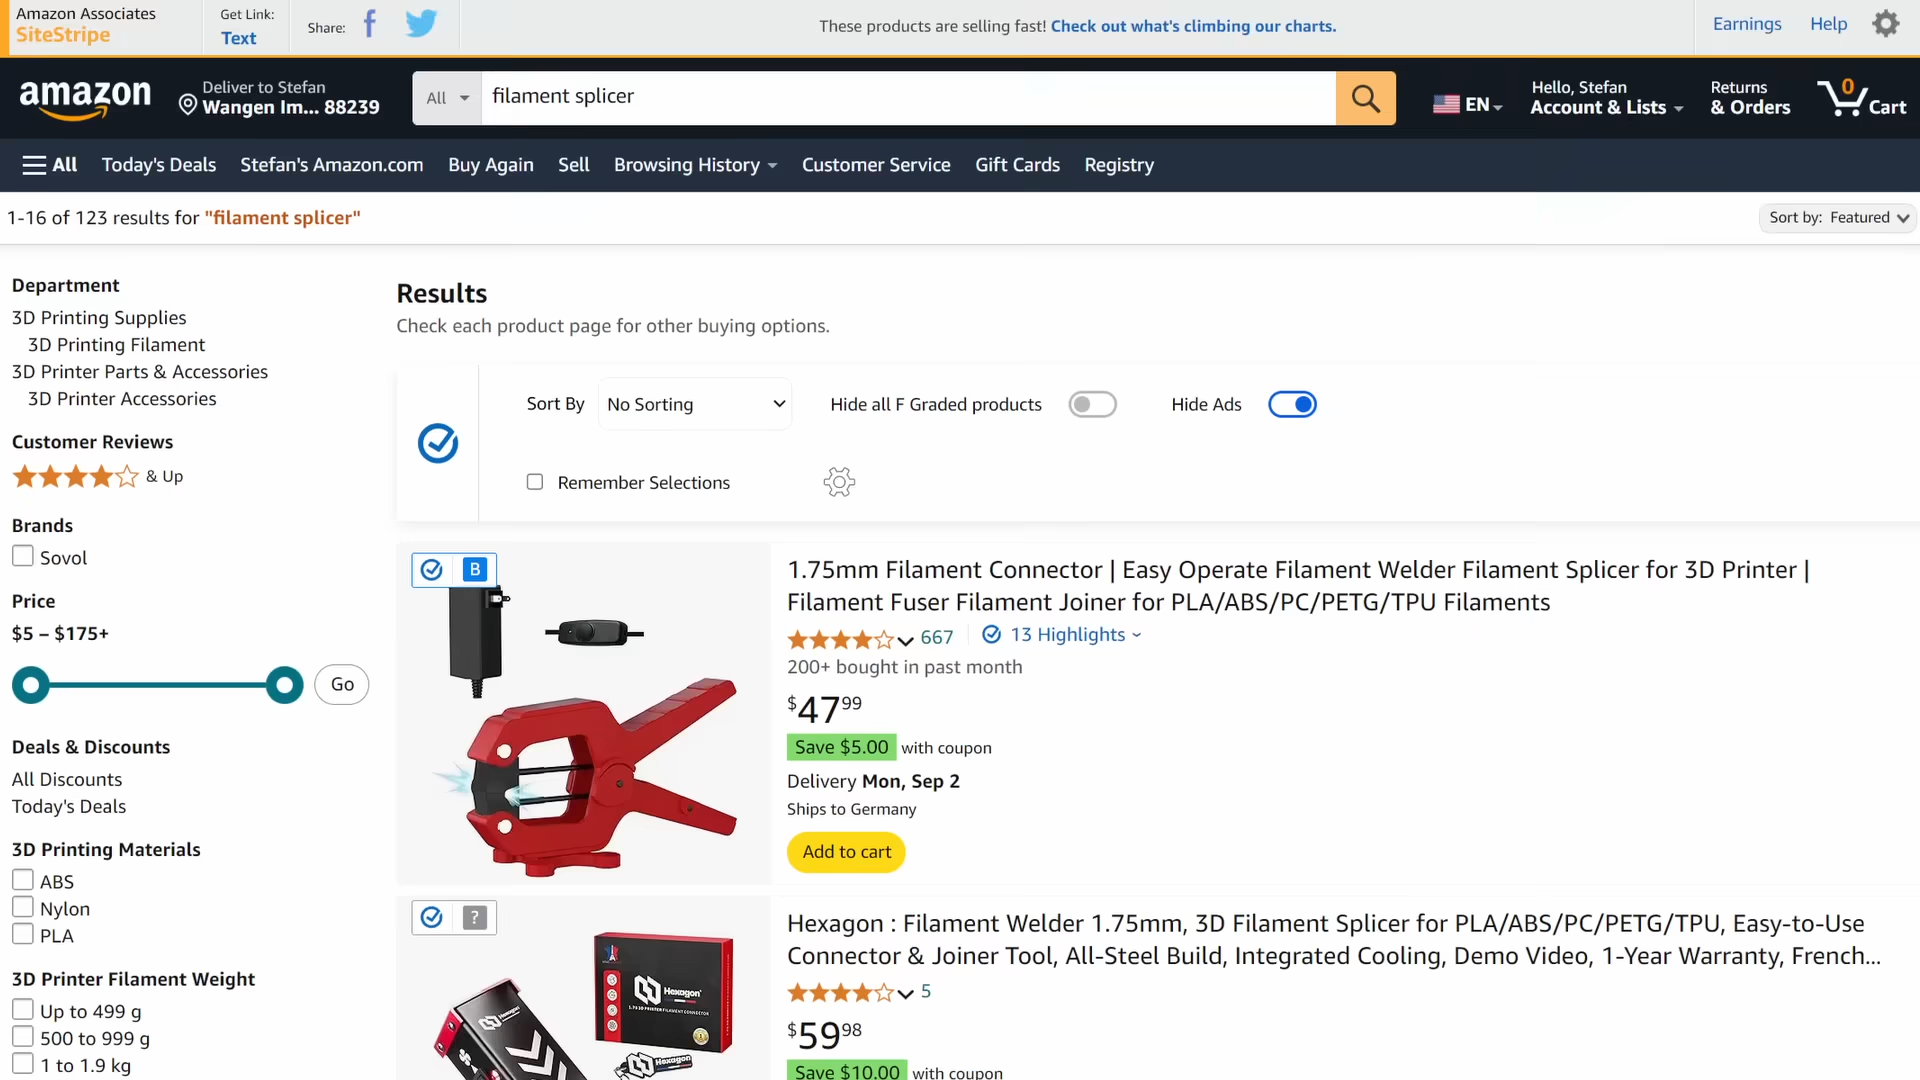 Amazon Associates
SiteStripe
Get Link:
Text
Share:
These products are selling fast! Check out what's climbing our charts.
Earnings
Help
amazon
Deliver to Stefan
Wangen Im... 88239
All
filament splicer
EN
Hello, Stefan
Account & Lists
Returns
& Orders
0
Cart
All
Today's Deals
Stefan's Amazon.com
Buy Again
Sell
Browsing History
Customer Service
Gift Cards
Registry
1-16 of 123 results for "filament splicer"
Sort by: Featured
Department
3D Printing Supplies
3D Printing Filament
3D Printer Parts & Accessories
3D Printer Accessories
Customer Reviews
& Up
Brands
Sovol
Price
$5 – $175+
Go
Deals & Discounts
All Discounts
Today's Deals
3D Printing Materials
ABS
Nylon
PLA
3D Printer Filament Weight
Up to 499 g
500 to 999 g
1 to 1.9 kg
Results
Check each product page for other buying options.
Sort By
No Sorting
Hide all F Graded products
Hide Ads
Remember Selections
B
1.75mm Filament Connector | Easy Operate Filament Welder Filament Splicer for 3D Printer |
Filament Fuser Filament Joiner for PLA/ABS/PC/PETG/TPU Filaments
667
13 Highlights
200+ bought in past month
$47 99
Save $5.00 with coupon
Delivery Mon, Sep 2
Ships to Germany
Add to cart
?
Hexagon
Hexagon
Hexagon
Hexagon : Filament Welder 1.75mm, 3D Filament Splicer for PLA/ABS/PC/PETG/TPU, Easy-to-Use
Connector & Joiner Tool, All-Steel Build, Integrated Cooling, Demo Video, 1-Year Warranty, French...
5
$59 98
Save $10.00 with coupon